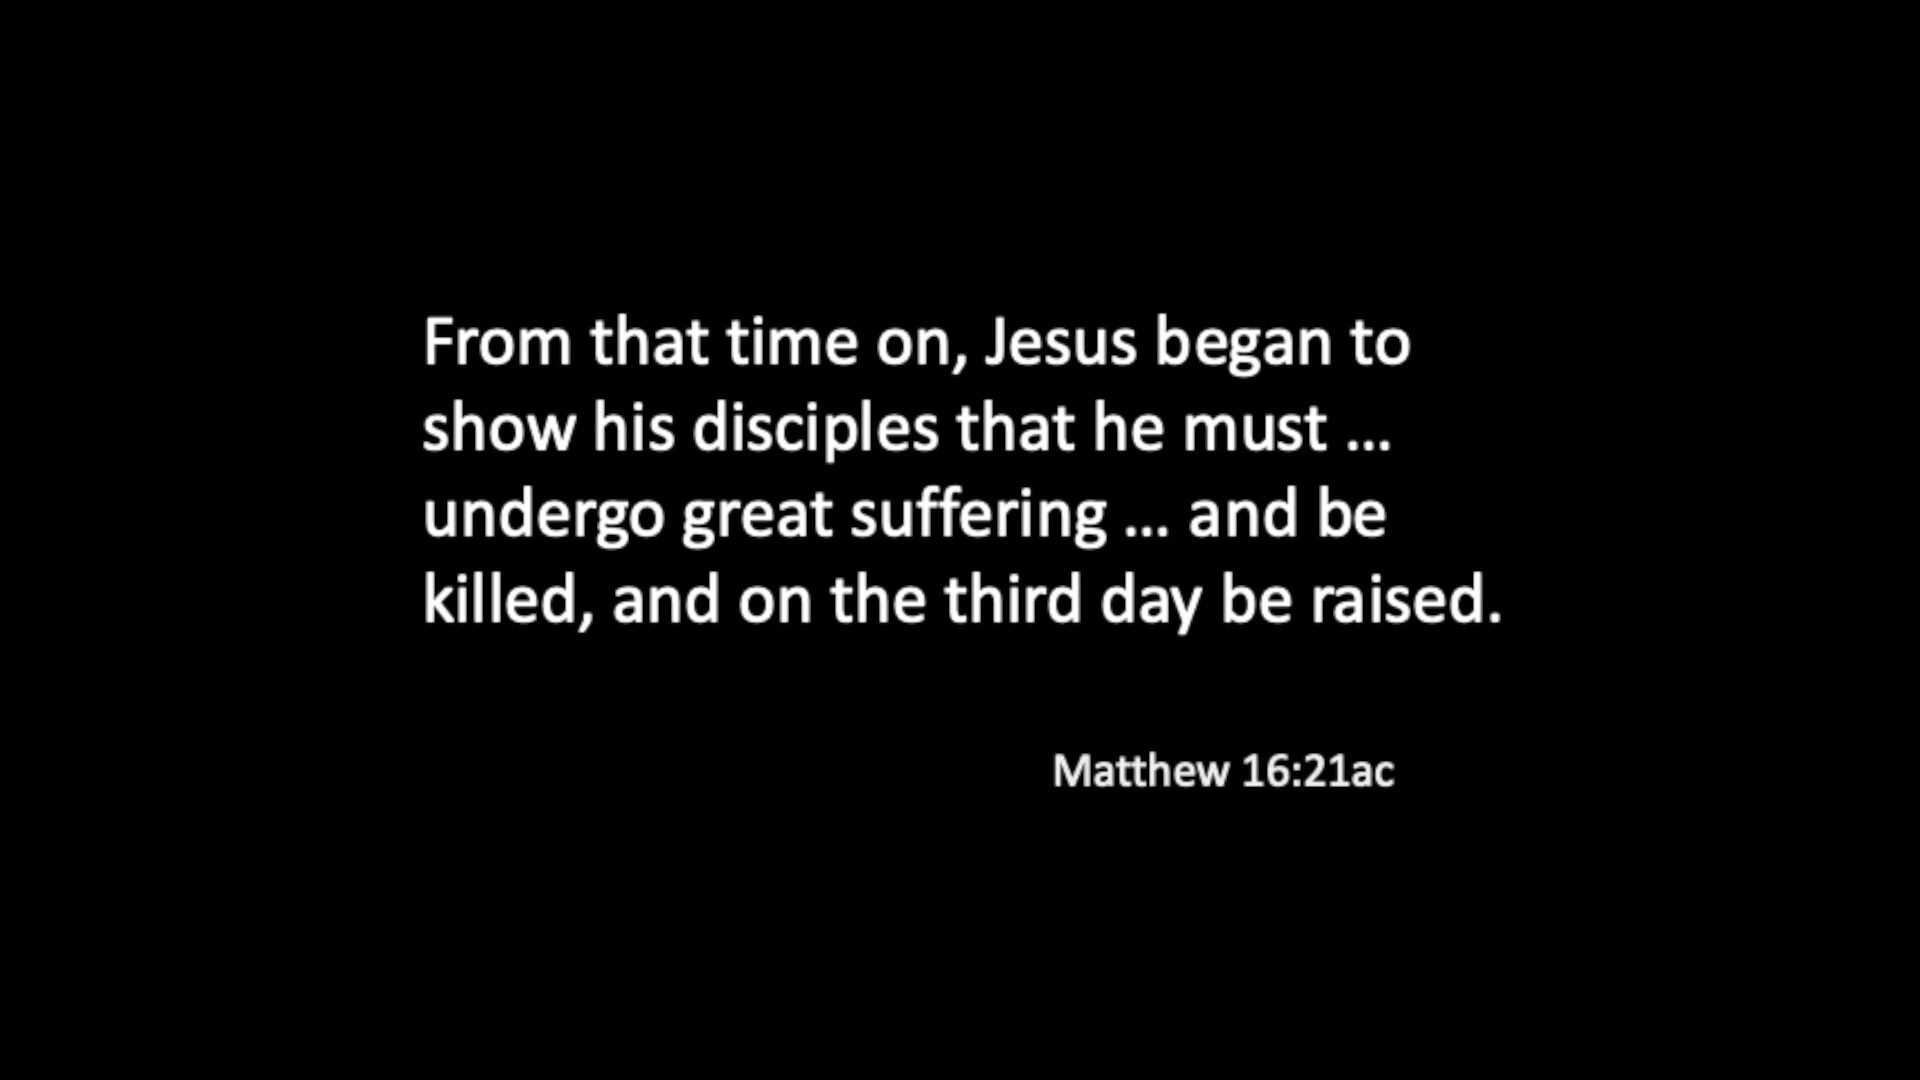 From that time on, Jesus began to
show his disciples that he must ...
undergo great suffering ... and be
killed, and on the third day be raised.
Matthew 16:21ac